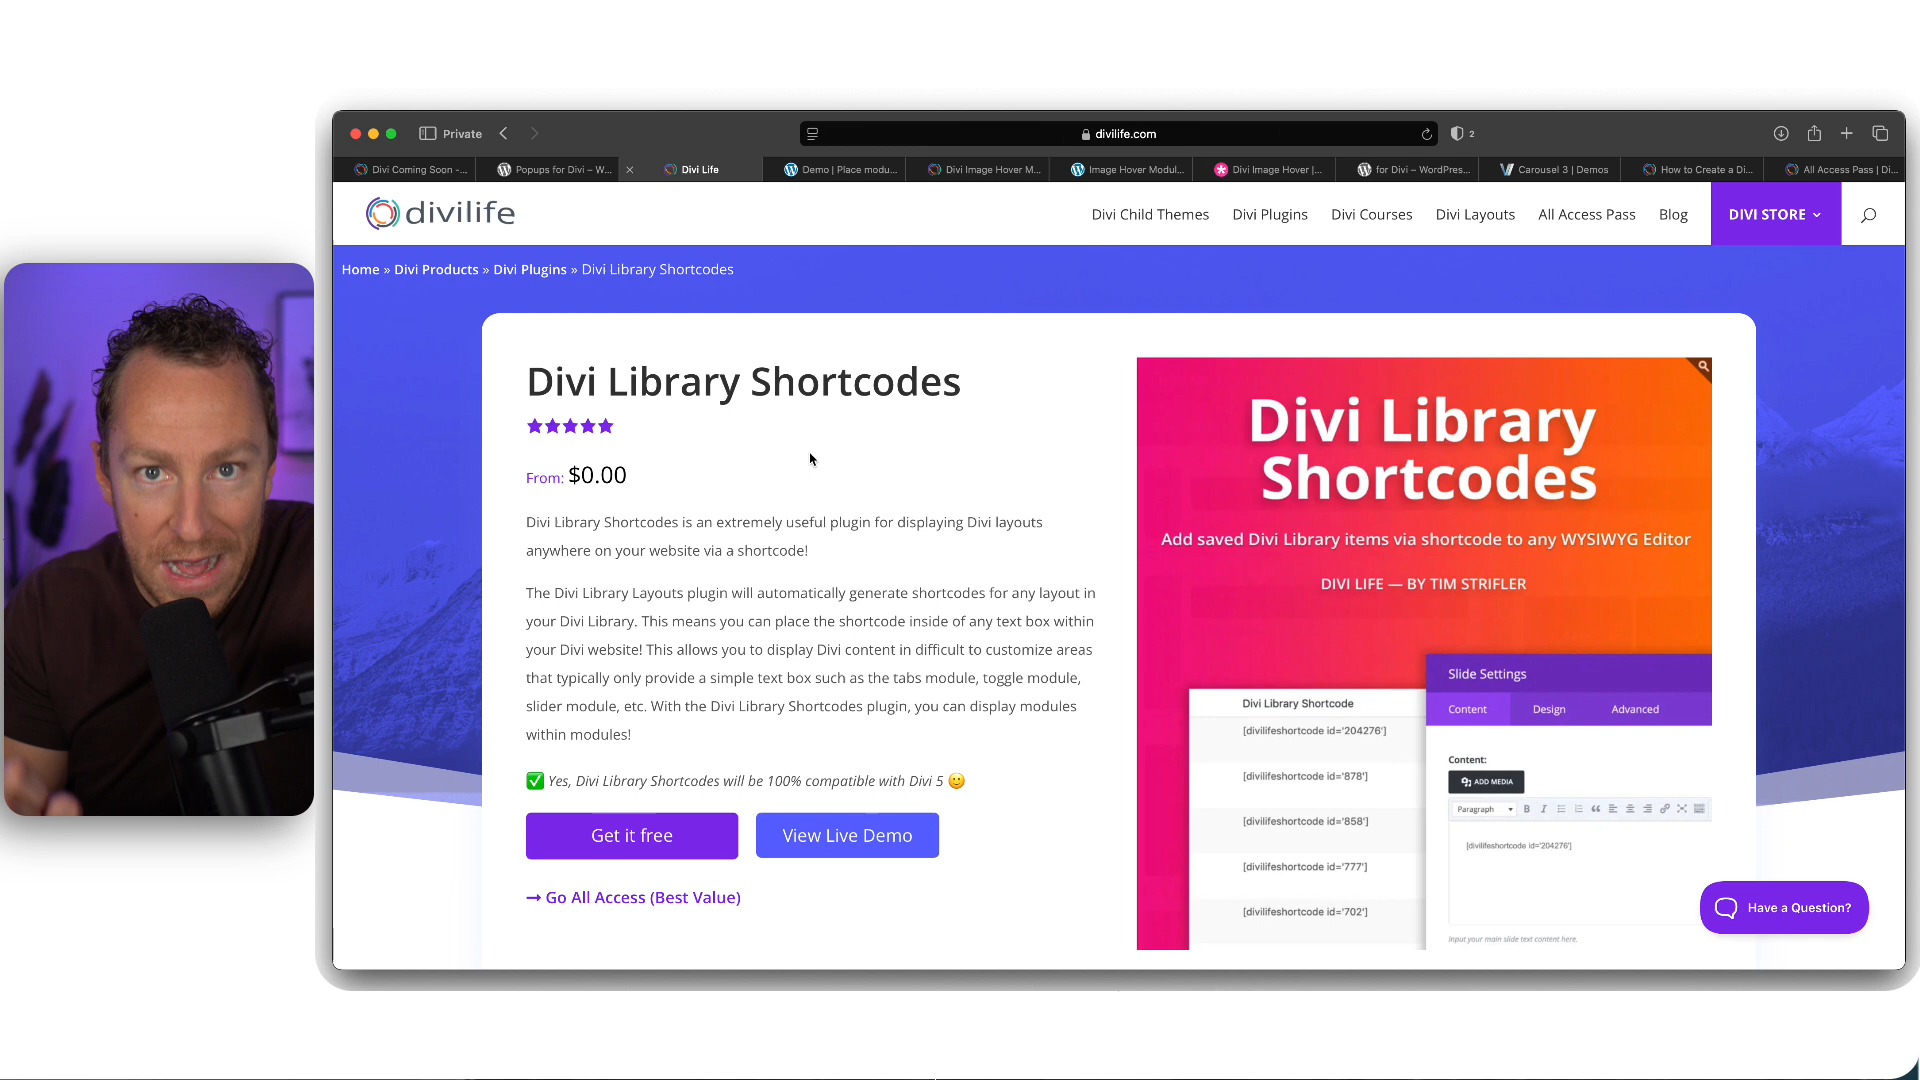 Private
divilife.com
2
Divi Coming Soon -...
Popups for Divi – W...
Divi Life
Demo | Place modu...
Divi Image Hover M...
Image Hover Modul...
Divi Image Hover |...
for Divi – WordPres...
Carousel 3 | Demos
How to Create a Di...
All Access Pass | Di...
divilife
Divi Child Themes
Divi Plugins
Divi Courses
Divi Layouts
All Access Pass
Blog
DIVI STORE
Home » Divi Products » Divi Plugins » Divi Library Shortcodes
Divi Library Shortcodes
From: $0.00
Divi Library Shortcodes is an extremely useful plugin for displaying Divi layouts
anywhere on your website via a shortcode!
The Divi Library Layouts plugin will automatically generate shortcodes for any layout in
your Divi Library. This means you can place the shortcode inside of any text box within
your Divi website! This allows you to display Divi content in difficult to customize areas
that typically only provide a simple text box such as the tabs module, toggle module,
slider module, etc. With the Divi Library Shortcodes plugin, you can display modules
within modules!
Yes, Divi Library Shortcodes will be 100% compatible with Divi 5
Get it free
View Live Demo
→ Go All Access (Best Value)
Divi Library
Shortcodes
Add saved Divi Library items via shortcode to any WYSIWYG Editor
DIVI LIFE — BY TIM STRIFLER
Divi Library Shortcode
[divilifeshortcode id='204276']
[divilifeshortcode id='878']
[divilifeshortcode id='858']
[divilifeshortcode id='777']
[divilifeshortcode id='702']
Slide Settings
Content
Design
Advanced
Content:
ADD MEDIA
Paragraph
B
I
[divilifeshortcode id='204276']
Input your main slide text content here.
Have a Question?